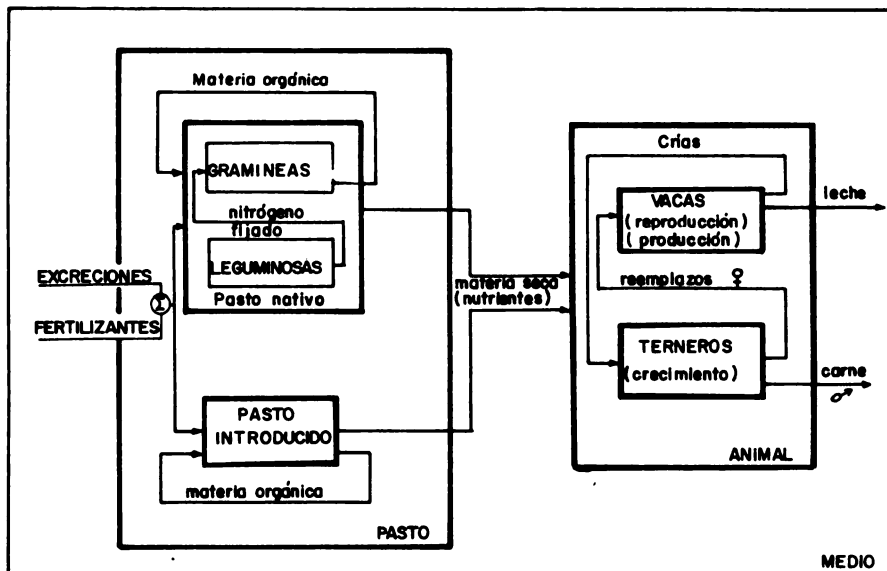 Materia orgánica
GRAMINEAS
nitrógeno
fijado
LEGUMINOSAS
Pasto nativo
EXCRECIONES
Σ
FERTILIZANTES
PASTO
INTRODUCIDO
materia orgánica
PASTO
materia seca
(nutrientes)
Crías
VACAS
(reproducción)
(producción)
leche
reemplazos ♀
TERNEROS
(crecimiento)
carne
♂
ANIMAL
MEDIO